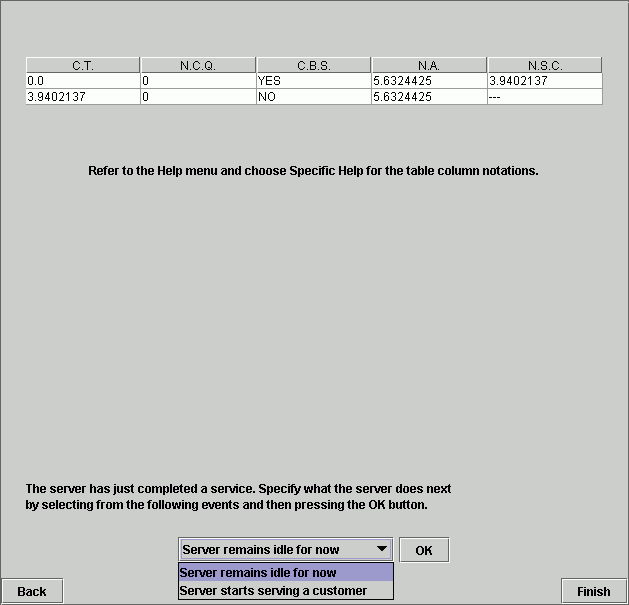 C.T. N.C.Q. C.B.S. N.A. N.S.C.
0.0 0 YES 5.6324425 3.9402137
3.9402137 0 NO 5.6324425 ---
Refer to the Help menu and choose Specific Help for the table column notations.
The server has just completed a service. Specify what the server does next
by selecting from the following events and then pressing the OK button.
Server remains idle for now OK
Server remains idle for now
Server starts serving a customer
Back Finish